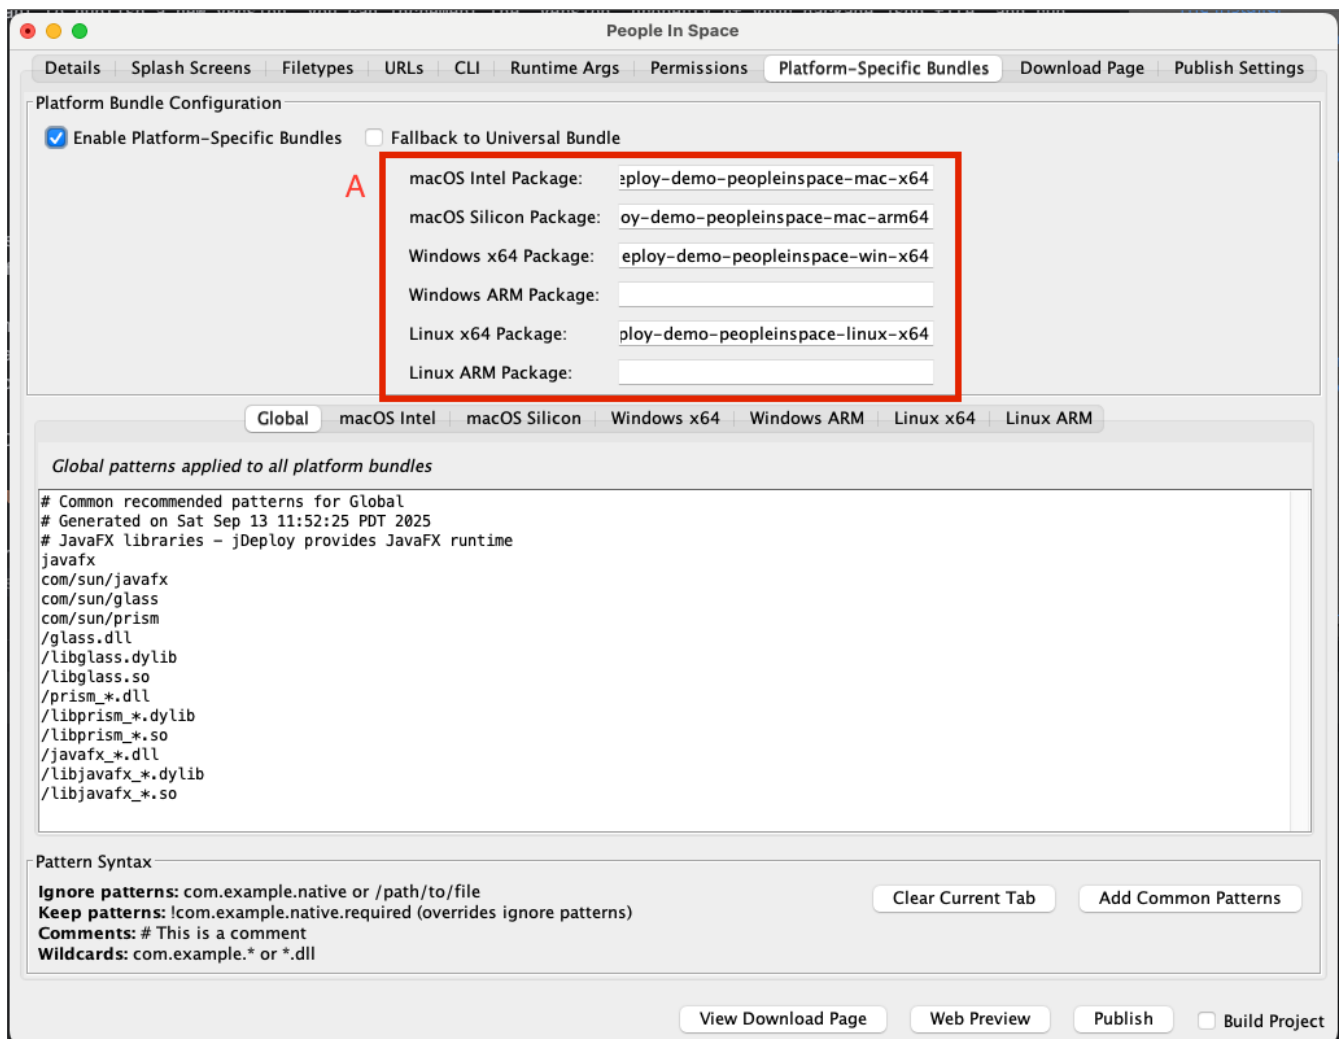 People In Space
Details Splash Screens Filetypes URLs CLI Runtime Args Permissions Platform-Specific Bundles Download Page Publish Settings
Platform Bundle Configuration
Enable Platform-Specific Bundles Fallback to Universal Bundle
A
macOS Intel Package: eploy-demo-peopleinspace-mac-x64
macOS Silicon Package: oy-demo-peopleinspace-mac-arm64
Windows x64 Package: eploy-demo-peopleinspace-win-x64
Windows ARM Package:
Linux x64 Package: ploy-demo-peopleinspace-linux-x64
Linux ARM Package:
Global macOS Intel macOS Silicon Windows x64 Windows ARM Linux x64 Linux ARM
Global patterns applied to all platform bundles
# Common recommended patterns for Global
# Generated on Sat Sep 13 11:52:25 PDT 2025
# JavaFX libraries – jDeploy provides JavaFX runtime
javafx
com/sun/javafx
com/sun/glass
com/sun/prism
/glass.dll
/libglass.dylib
/libglass.so
/prism_*.dll
/libprism_*.dylib
/libprism_*.so
/javafx_*.dll
/libjavafx_*.dylib
/libjavafx_*.so
Pattern Syntax
Ignore patterns: com.example.native or /path/to/file
Keep patterns: !com.example.native.required (overrides ignore patterns)
Comments: # This is a comment
Wildcards: com.example.* or *.dll
Clear Current Tab Add Common Patterns
View Download Page Web Preview Publish Build Project